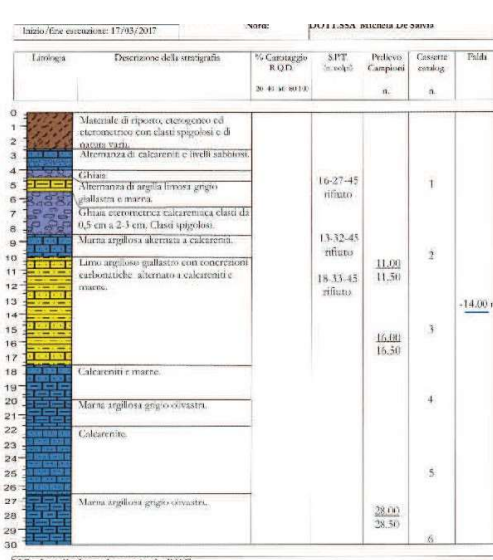 Inizio/fine esecuzione: 17/03/2017
Nord:
DOTT.SSA Michela De Salvia
Litologia
Descrizione della stratigrafia
% Carotaggio
R.Q.D.
20 40 60 80 100
S.P.T.
(n colpi)
Prelievo
Campioni
n.
Cassette
catalog.
n.
Falda
0
1
2
3
4
5
6
7
8
9
10
11
12
13
14
15
16
17
18
19
20
21
22
23
24
25
26
27
28
29
30
Materiale di riporto, eterogeneo ed
eterometrico con clasti spigolosi e di
natura varia.
Alternanza di calcareniti e livelli sabbiosi.
Ghiaia
Alternanza di argilla limosa grigio
giallastra e marna.
Ghiaia eterometrica calcarenitica clasti da
0,5 cm a 2-3 cm. Clasti spigolosi.
Marna argillosa alternata a calcarenite.
Limo argilloso giallastro con concrezioni
carbonatiche alternato a calcareniti e
marne.
Calcareniti e marne.
Marna argillosa grigio olivastra.
Calcarenite.
Marna argillosa grigio olivastra.
16-27-45
rifiuto
13-32-45
rifiuto
18-33-45
rifiuto
11.00
11.50
16.00
16.50
28.00
28.50
1
2
3
4
5
6
-14.00